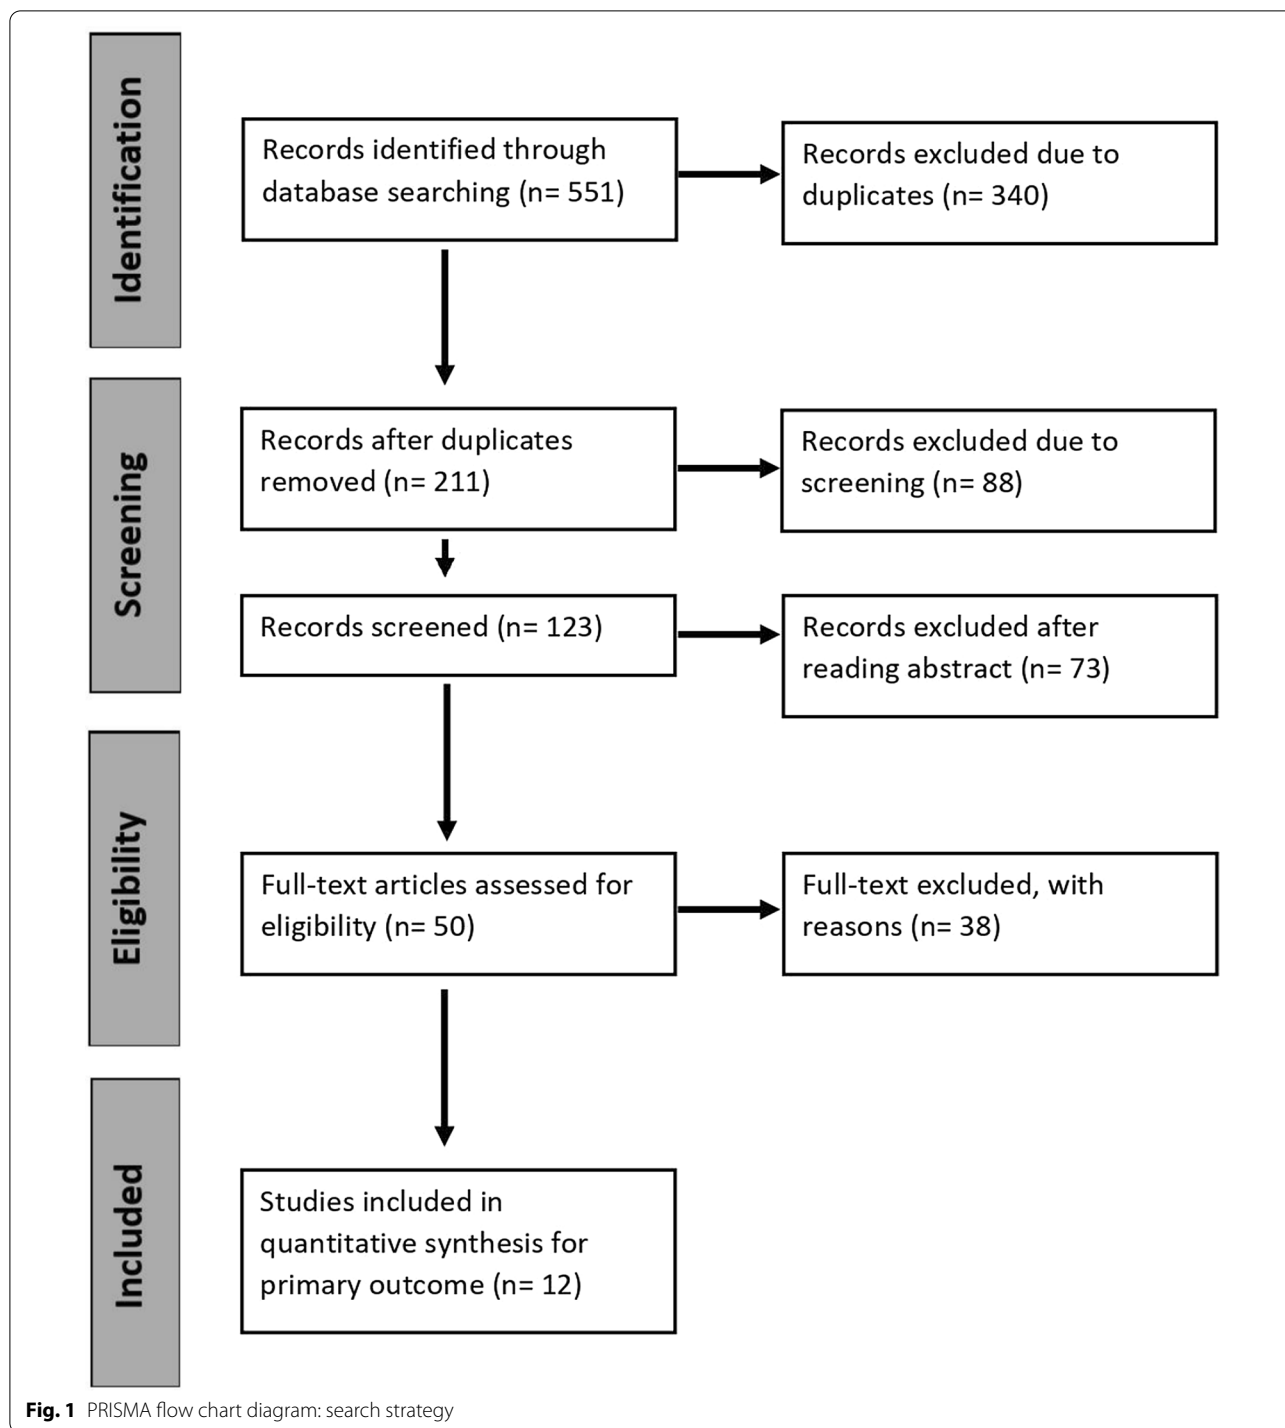 Identification
Records identified through
database searching (n= 551)
Records excluded due to
duplicates (n= 340)
Screening
Records after duplicates
removed (n= 211)
Records excluded due to
screening (n= 88)
Records screened (n= 123)
Records excluded after
reading abstract (n= 73)
Eligibility
Full-text articles assessed for
eligibility (n= 50)
Full-text excluded, with
reasons (n= 38)
Included
Studies included in
quantitative synthesis for
primary outcome (n= 12)
Fig. 1 PRISMA flow chart diagram: search strategy